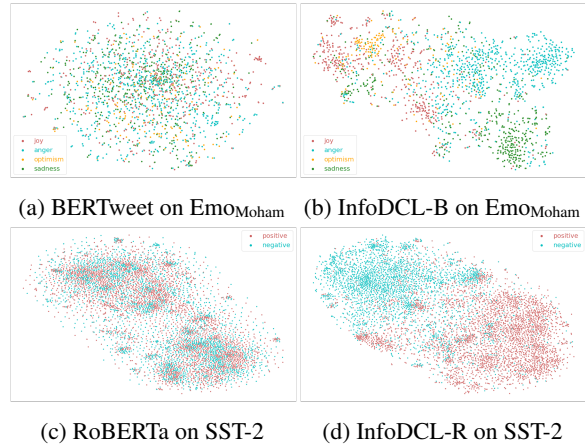 joy
anger
optimism
sadness
joy
anger
optimism
sadness
(a) BERTweet on EmoMoham
(b) InfoDCL-B on EmoMoham
positive
negative
positive
negative
(c) RoBERTa on SST-2
(d) InfoDCL-R on SST-2